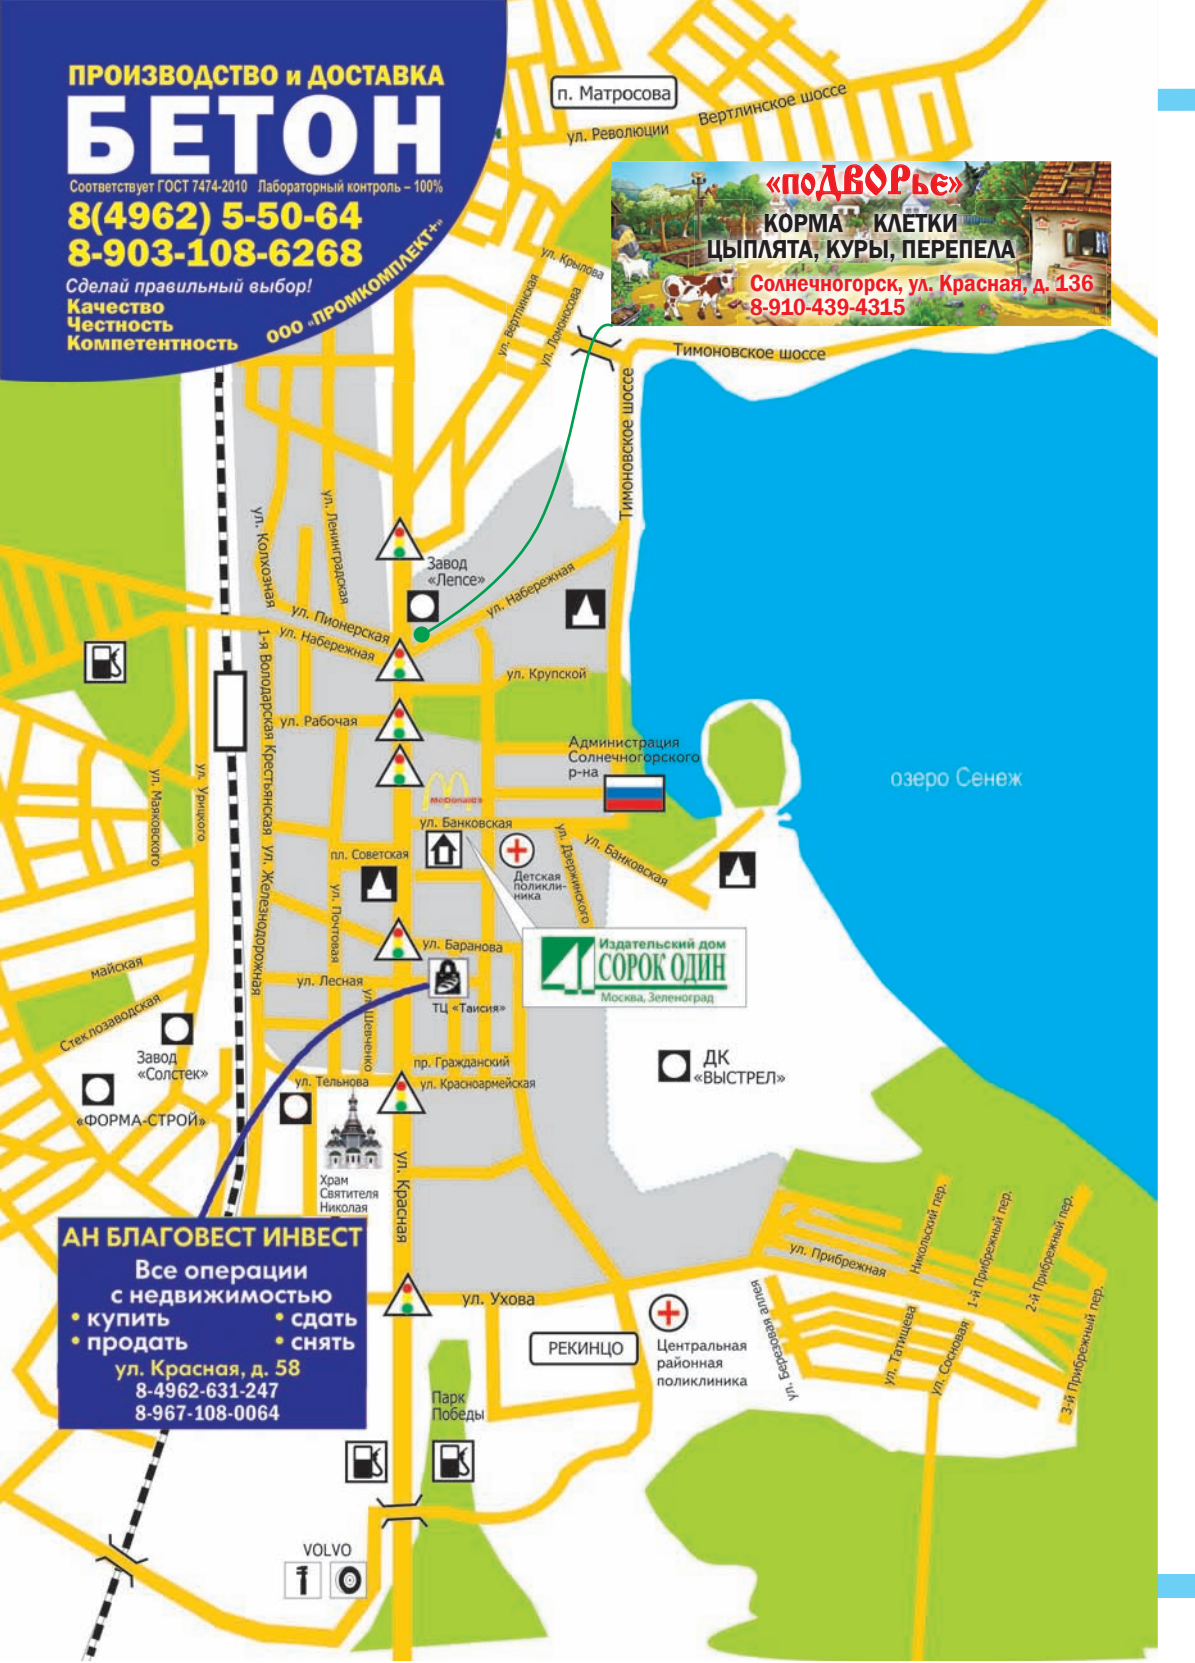 ПРОИЗВОДСТВО и ДОСТАВКА
БЕТОН
Соответствует ГОСТ 7474-2010 Лабораторный контроль – 100%
8(4962) 5-50-64
8-903-108-6268
Сделай правильный выбор!
Качество
Честность
Компетентность
ООО «ПРОМКОМПЛЕКТ+»
п. Матросова
ул. Революции
Вертлинское шоссе
«поДВОРье»
КОРМА КЛЕТКИ
ЦЫПЛЯТА, КУРЫ, ПЕРЕПЕЛА
Солнечногорск, ул. Красная, д. 136
8-910-439-4315
ул. Крылова
ул. Вертлинская
ул. Ломоносова
Тимоновское шоссе
Тимоновское шоссе
ул. Колхозная
ул. Ленинградская
Завод
«Лепсе»
ул. Набережная
ул. Пионерская
ул. Набережная
ул. Крупской
1-я Володарская Крестьянская
ул. Рабочая
Администрация
Солнечногорского
р-на
озеро Сенеж
ул. Маяковского
ул. Урицкого
McDonald's
ул. Банковская
пл. Советская
Детская
поликли-
ника
ул. Дзержинского
ул. Банковская
ул. Железнодорожная
ул. Почтовая
ул. Баранова
Издательский дом
41
СОРОК ОДИН
Москва, Зеленоград
майская
ул. Лесная
ул. Шевченко
ТЦ «Таисия»
Стеклозаводская
Завод
«Солстек»
«ФОРМА-СТРОЙ»
ул. Тельнова
пр. Гражданский
ул. Красноармейская
ДК
«ВЫСТРЕЛ»
Храм
Святителя
Николая
ул. Красная
АН БЛАГОВЕСТ ИНВЕСТ
Все операции
с недвижимостью
• купить • сдать
• продать • снять
ул. Красная, д. 58
8-4962-631-247
8-967-108-0064
ул. Ухова
РЕКИНЦО
Центральная
районная
поликлиника
ул. Прибрежная
Никольский пер.
1-й Прибрежный пер.
2-й Прибрежный пер.
3-й Прибрежный пер.
ул. Березовая аллея
ул. Татищева
ул. Сосновая
Парк
Победы
VOLVO